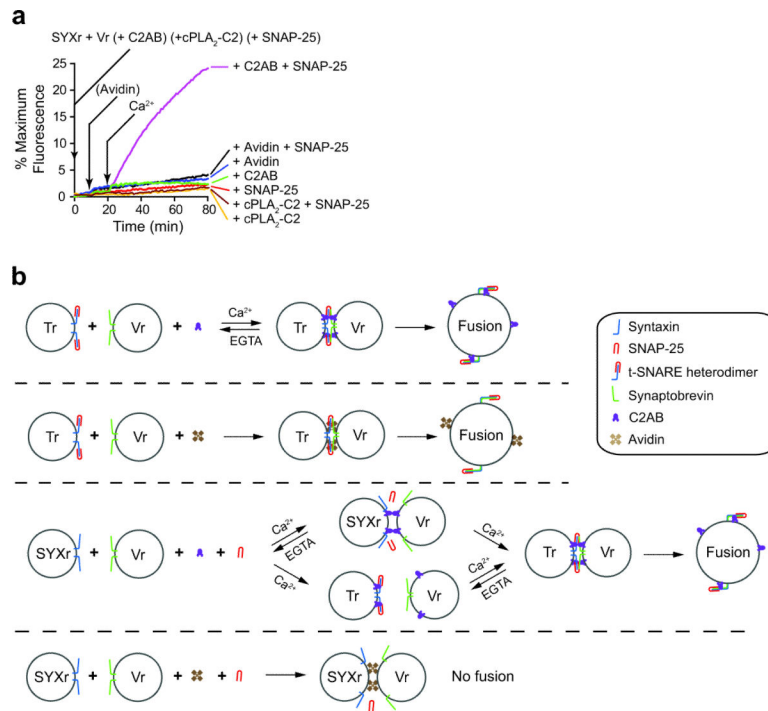 a
SYXr + Vr (+ C2AB) (+cPLA₂-C2) (+ SNAP-25)
(Avidin)
Ca²⁺
% Maximum
Fluorescence
25
20
15
10
5
0
0 20 40 60 80
Time (min)
+ C2AB + SNAP-25
+ Avidin + SNAP-25
+ Avidin
+ C2AB
+ SNAP-25
+ cPLA₂-C2 + SNAP-25
+ cPLA₂-C2
b
Tr + Vr + Ca²⁺ EGTA Tr Vr Fusion
Tr + Vr + Tr Vr Fusion
SYXr + Vr + + Ca²⁺ EGTA SYXr Vr Ca²⁺
Ca²⁺ Tr Vr Ca²⁺ EGTA Tr Vr Fusion
SYXr + Vr + + SYXr Vr No fusion
Syntaxin
SNAP-25
t-SNARE heterodimer
Synaptobrevin
C2AB
Avidin